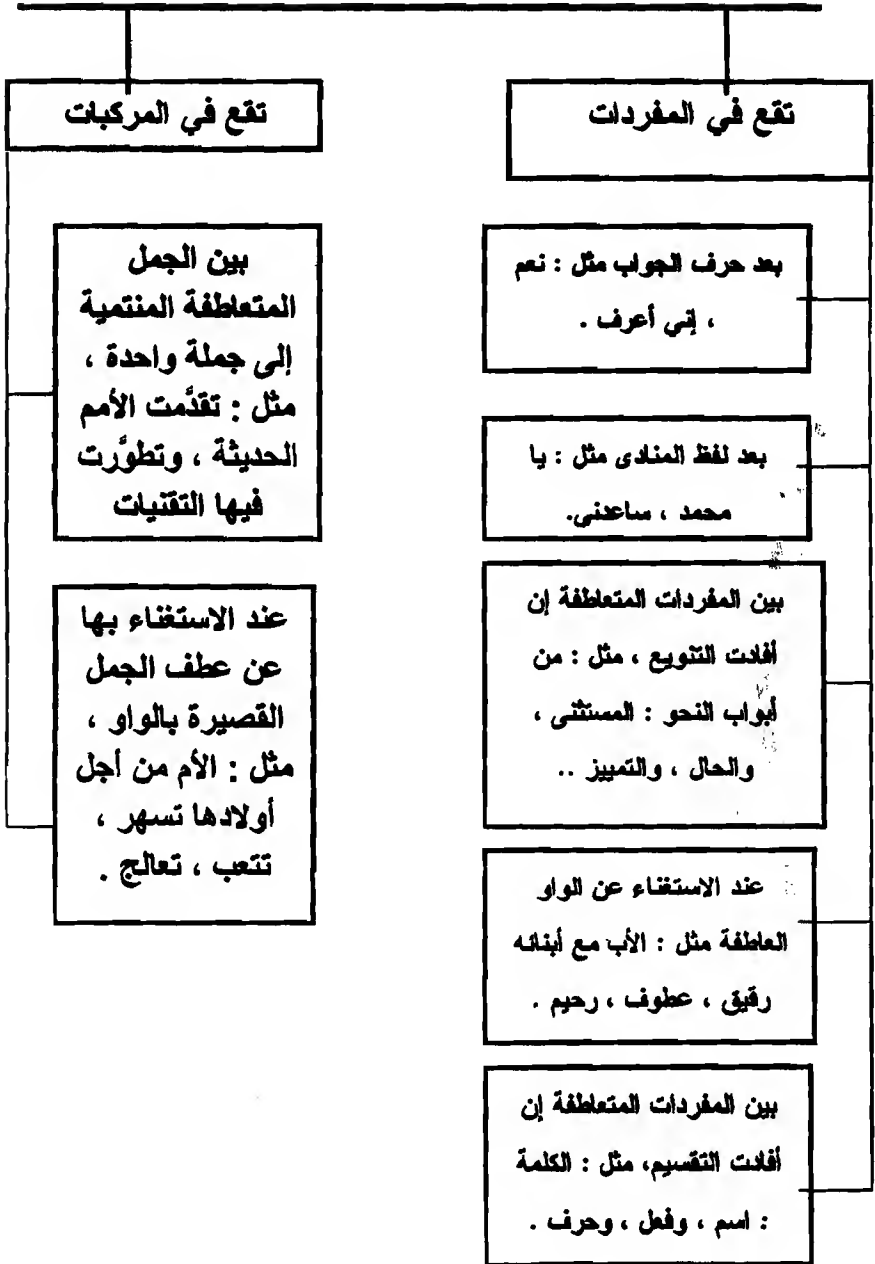 تقع في المفردات
بعد حرف الجواب مثل : نعم
، إني أعرف .
بعد لفظ المنادى مثل : يا
محمد ، ساعدني.
بين المفردات المتعاطفة إن
أفادت التنويع ، مثل : من
أبواب النحو : المستثنى ،
والحال ، والتمييز ..
عند الاستغناء عن الواو
العاطفة مثل : الأب مع أبنائه
رقيق ، عطوف ، رحيم .
بين المفردات المتعاطفة إن
أفادت التقسيم، مثل : الكلمة
: اسم ، وفعل ، وحرف .
تقع في المركبات
بين الجمل
المتعاطفة المنتمية
إلى جملة واحدة ،
مثل : تقدَّمت الأمم
الحديثة ، وتطوَّرت
فيها التقنيات
عند الاستغناء بها
عن عطف الجمل
القصيرة بالواو ،
مثل : الأم من أجل
أولادها تسهر ،
تتعب ، تعالج .